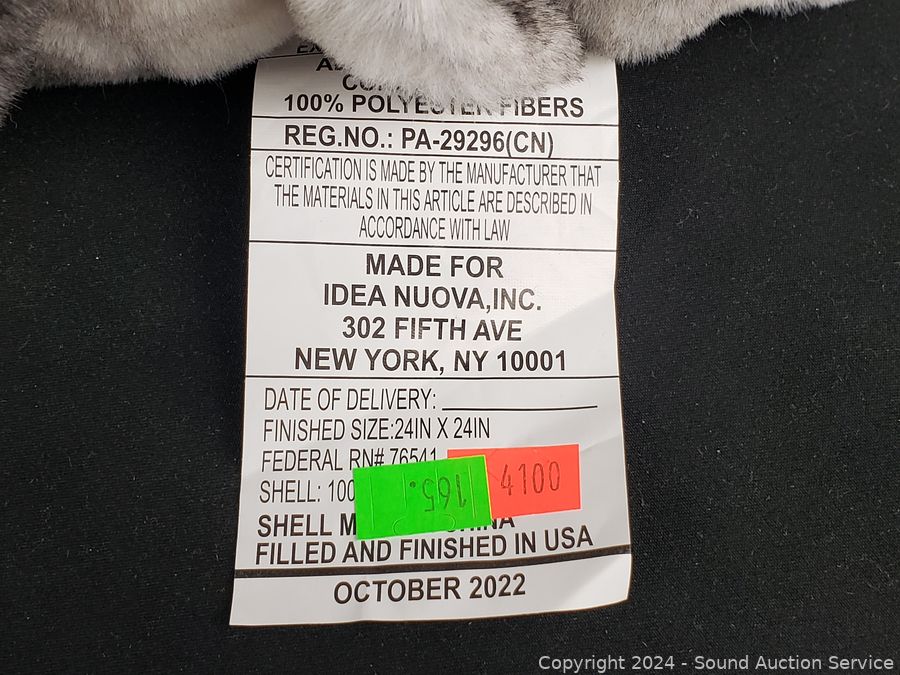 100% POLYESTER FIBERS
REG.NO.: PA-29296(CN)
CERTIFICATION IS MADE BY THE MANUFACTURER THAT
THE MATERIALS IN THIS ARTICLE ARE DESCRIBED IN
ACCORDANCE WITH LAW
MADE FOR
IDEA NUOVA,INC.
302 FIFTH AVE
NEW YORK, NY 10001
DATE OF DELIVERY:
FINISHED SIZE:24IN X 24IN
FEDERAL RN# 76541
4100
165.
SHELL: 100
SHELL
FILLED AND FINISHED IN USA
OCTOBER 2022
Copyright © 2024 - Sound Auction Service